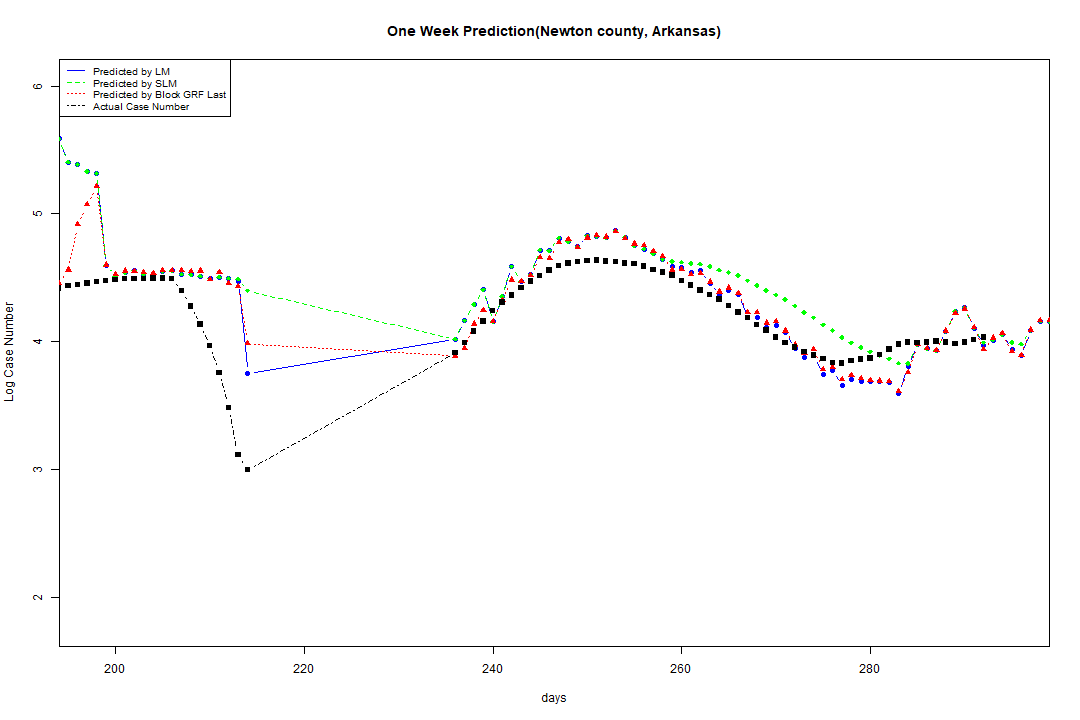 One Week Prediction(Newton county, Arkansas)
Predicted by LM
Predicted by SLM
Predicted by Block GRF Last
Actual Case Number
6
5
4
3
2
Log Case Number
200
220
240
260
280
days